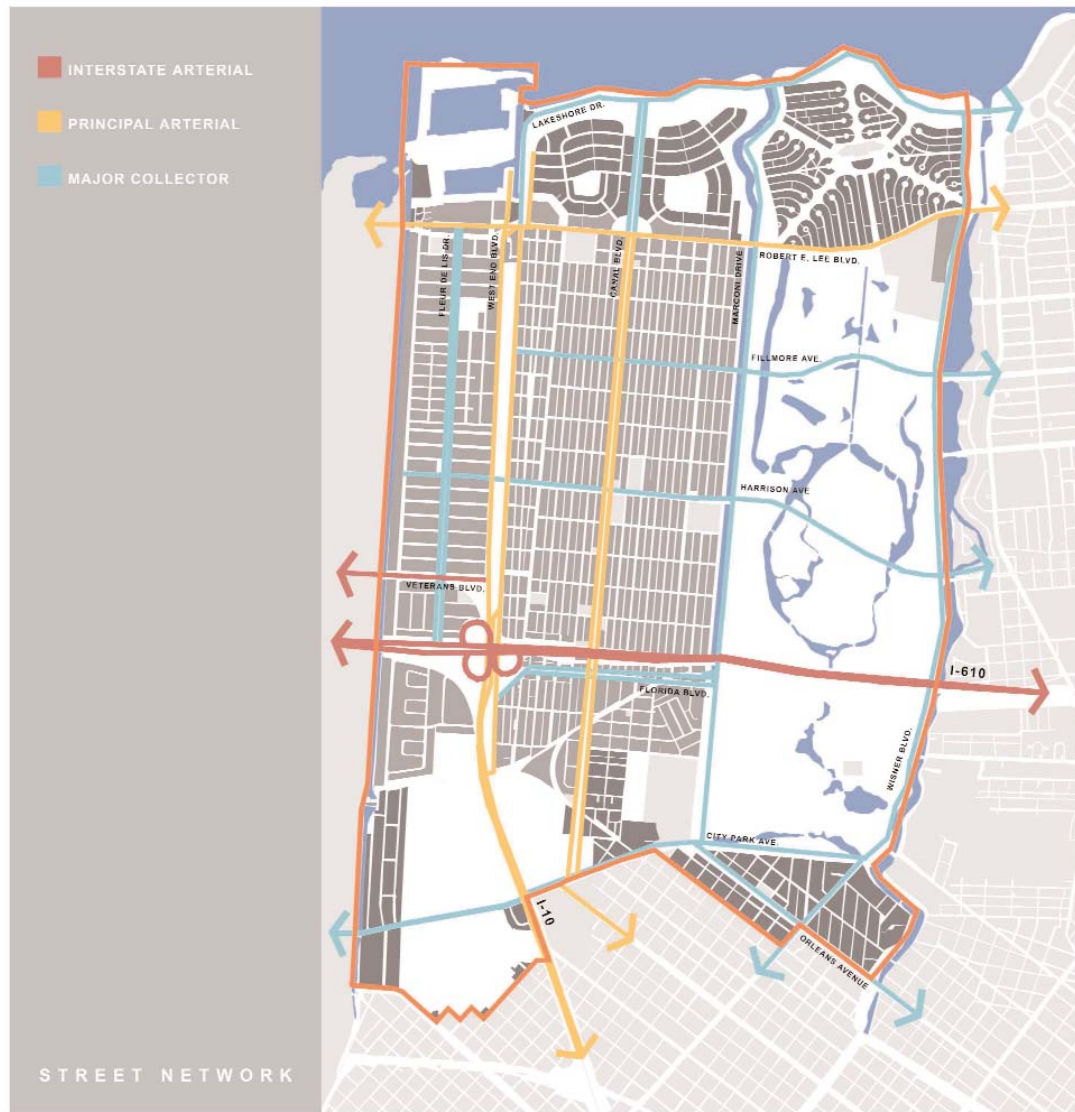 INTERSTATE ARTERIAL
PRINCIPAL ARTERIAL
MAJOR COLLECTOR
LAKESHORE DR.
ROBERT E. LEE BLVD.
FLEUR DE LIS DR.
WEST END BLVD.
CANAL BLVD.
MARCONI DRIVE
FILLMORE AVE.
HARRISON AVE
VETERANS BLVD.
I-610
FLORIDA BLVD.
WISNER BLVD.
CITY PARK AVE.
I-10
ORLEANS AVENUE
STREET NETWORK